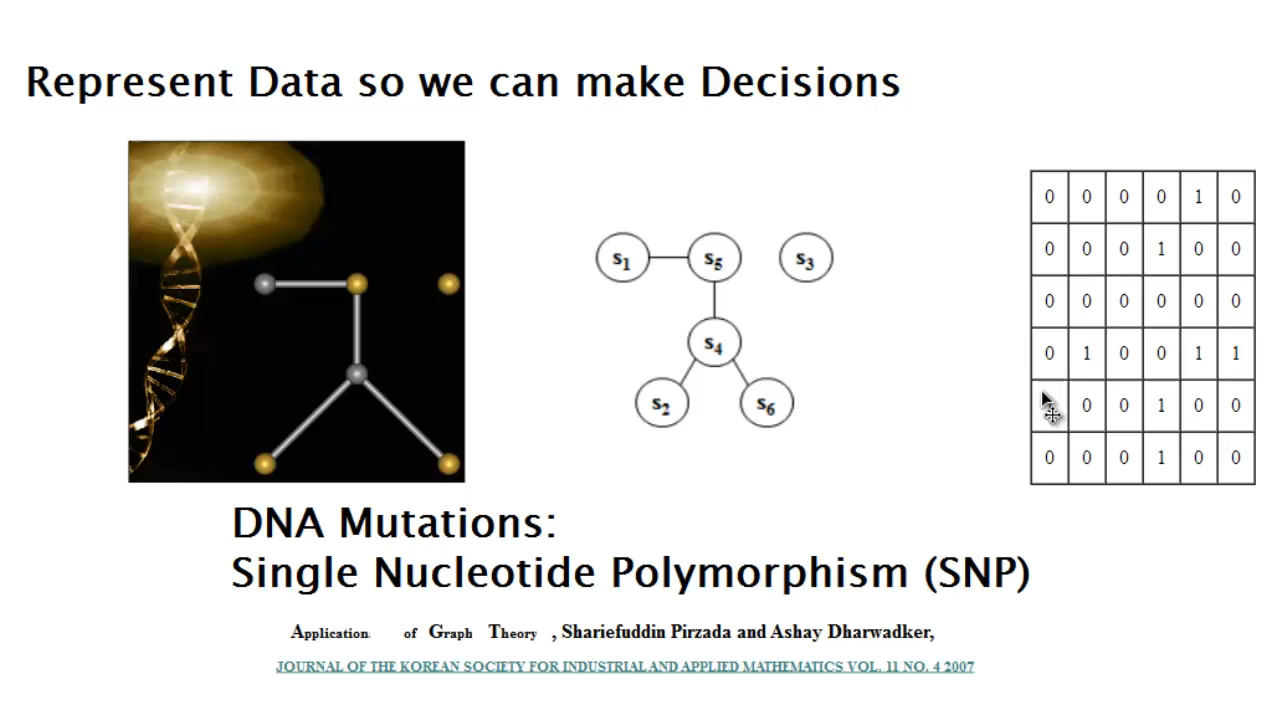 Represent Data so we can make Decisions
s1 s5 s3
s4
s2 s6
0 0 0 0 1 0
0 0 0 1 0 0
0 0 0 0 0 0
0 1 0 0 1 1
0 0 1 0 0
0 0 0 1 0 0
DNA Mutations:
Single Nucleotide Polymorphism (SNP)
Application of Graph Theory , Shariefuddin Pirzada and Ashay Dharwadker,
JOURNAL OF THE KOREAN SOCIETY FOR INDUSTRIAL AND APPLIED MATHEMATICS VOL. 11 NO. 4 2007